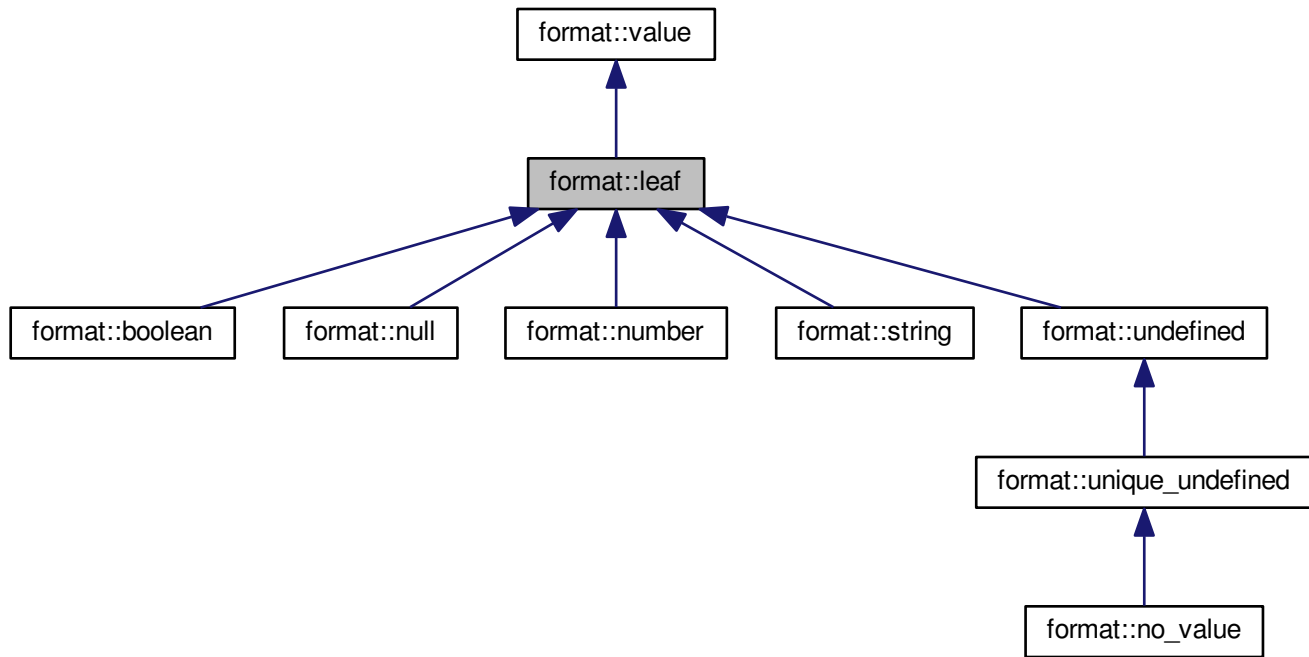 format::value
format::leaf
format::boolean
format::null
format::number
format::string
format::undefined
format::unique_undefined
format::no_value